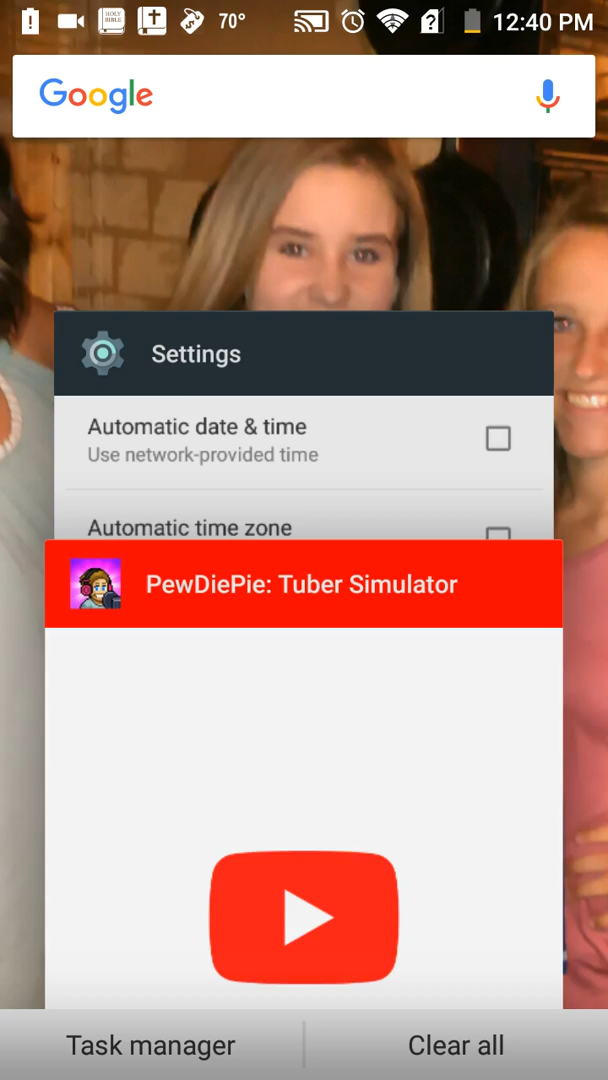 70°
12:40 PM
Google
Settings
Automatic date & time
Use network-provided time
Automatic time zone
PewDiePie: Tuber Simulator
Task manager
Clear all